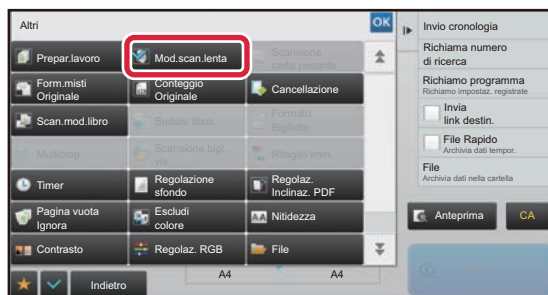 Altri
OK
Prepar.lavoro
Mod.scan.lenta
Scansione
carta pesante
Form.misti
Originale
Conteggio
Originale
Cancellazione
Scan.mod.libro
Suddiv. libro
Formato
Biglietto
Multicrop
Scansione bigl.
vis.
Ritaglio imm.
Timer
Regolazione
sfondo
Regolaz.
Inclinaz. PDF
Pagina vuota
Ignora
Escludi
colore
Nitidezza
Contrasto
Regolaz. RGB
File
Indietro
A4
A4
Invio cronologia
Richiama numero
di ricerca
Richiamo programma
Richiamo impostaz. registrate
Invia
link destin.
File Rapido
Archivia dati tempor.
File
Archivia dati nella cartella
Anteprima
CA